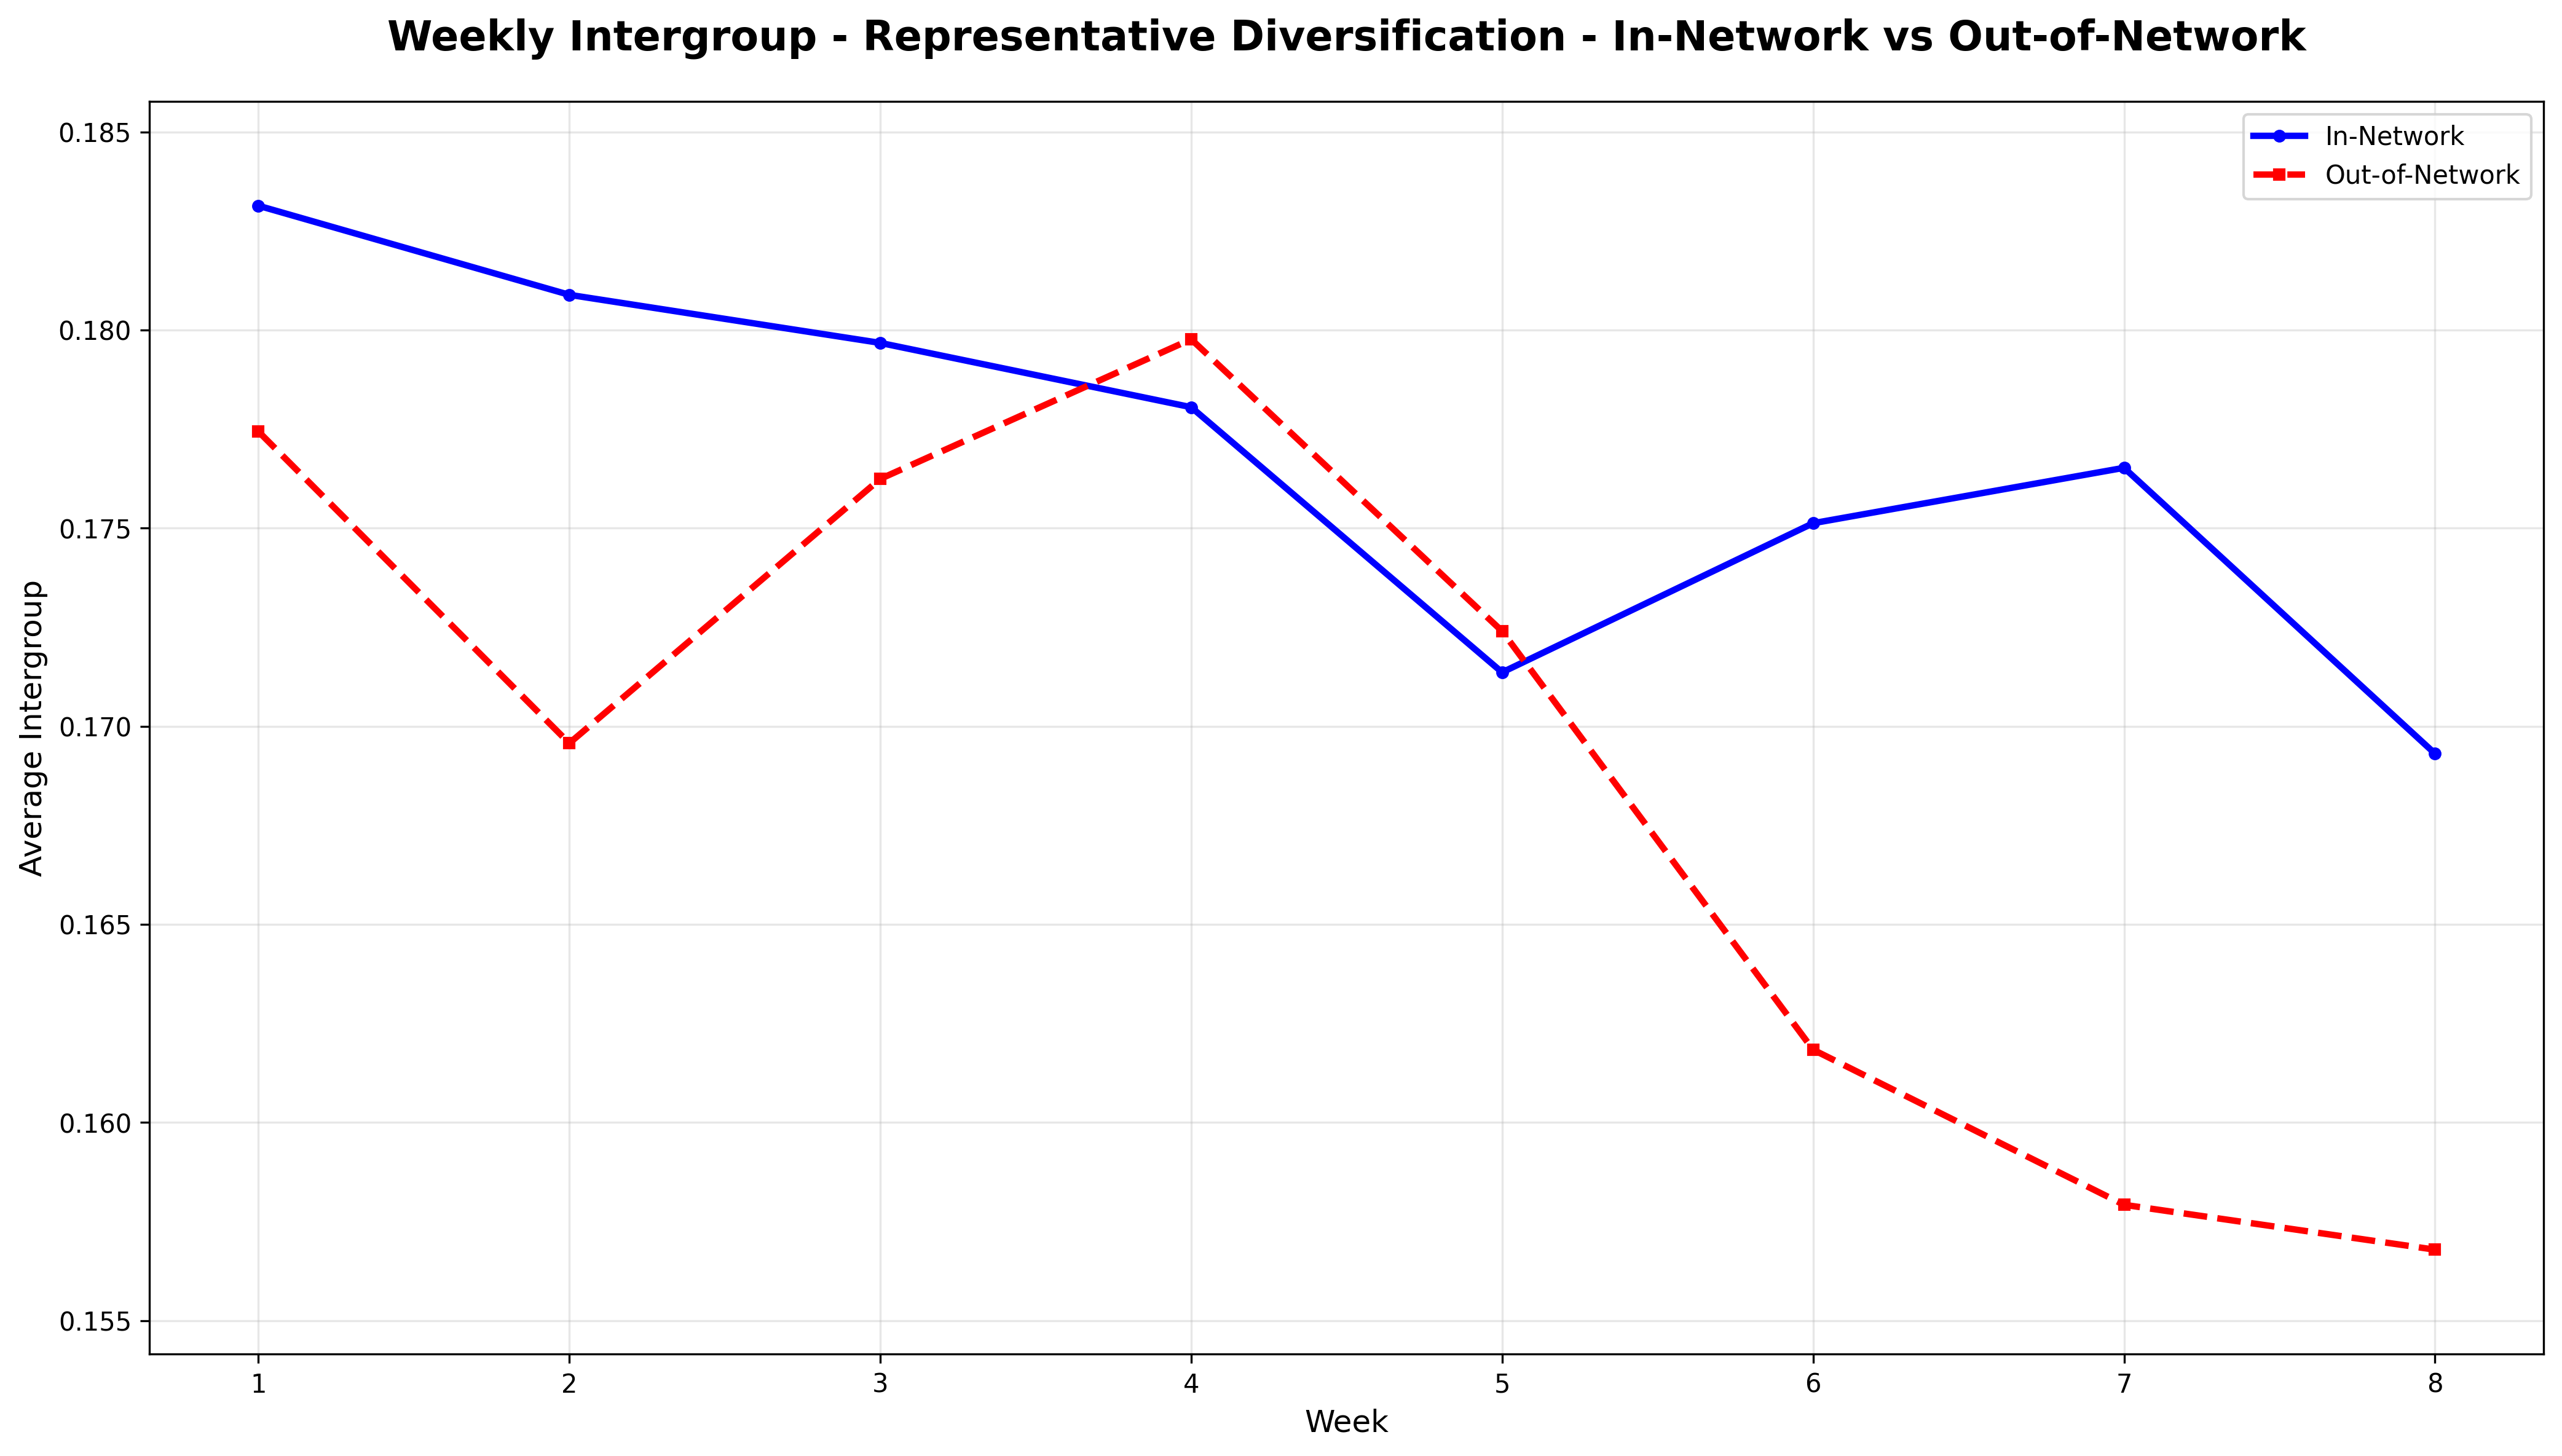 Weekly Intergroup - Representative Diversification - In-Network vs Out-of-Network
In-Network
Out-of-Network
Average Intergroup
0.185
0.180
0.175
0.170
0.165
0.160
0.155
1 2 3 4 5 6 7 8
Week